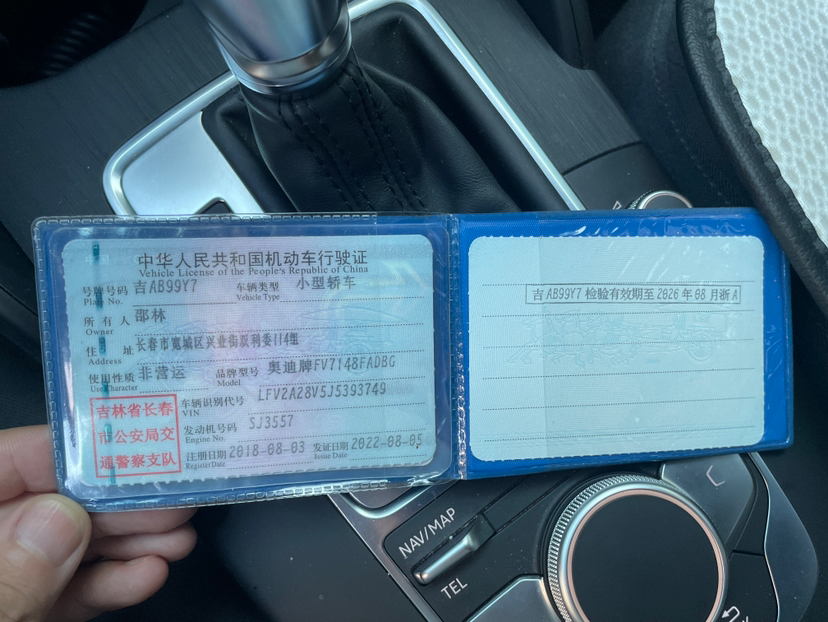 中华人民共和国机动车行驶证
Vehicle License of the People's Republic of China
号牌号码 吉AB99Y7 车辆类型 小型轿车
Plate No. Vehicle Type
所有人 邵林
Owner
住址 长春市宽城区兴业街双利委114组
Address
使用性质 非营运 品牌型号 奥迪牌FV7148FADBG
Use Character Model
车辆识别代号 LFV2A28V5J5393749
VIN
发动机号码 SJ3557
Engine No.
注册日期 2018-08-03 发证日期 2022-08-05
Register Date Issue Date
吉林省长春
市公安局交
通警察支队
吉AB99Y7 检验有效期至 2026年08月浙A
NAV/MAP
TEL